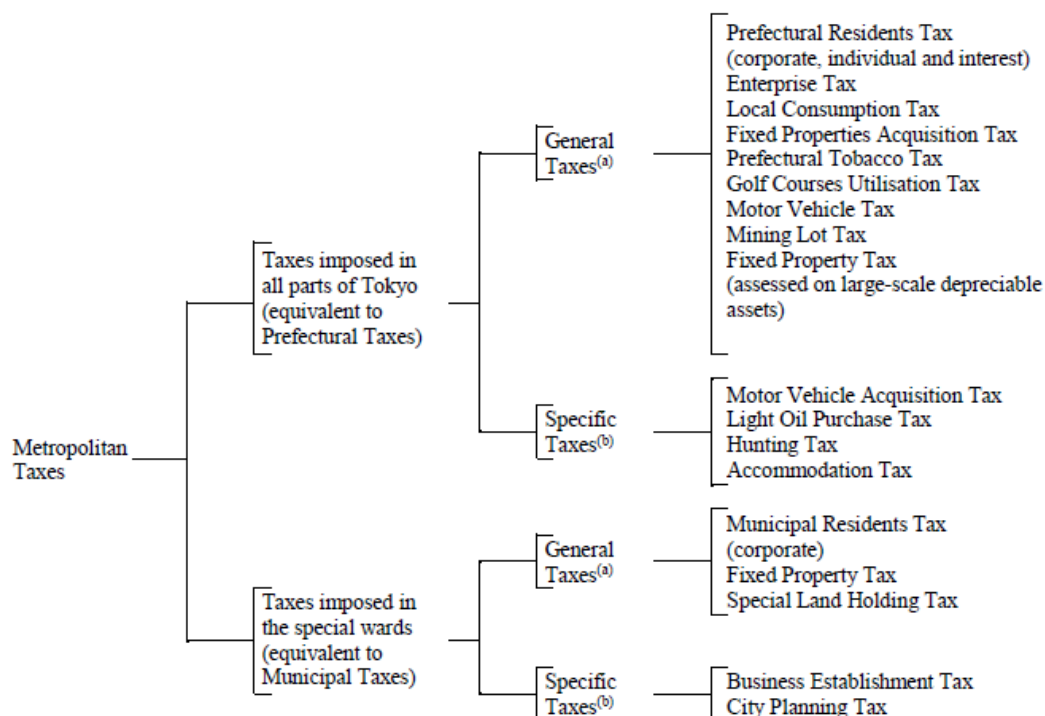 Metropolitan
Taxes
Taxes imposed in
all parts of Tokyo
(equivalent to
Prefectural Taxes)
General
Taxes(a)
Prefectural Residents Tax
(corporate, individual and interest)
Enterprise Tax
Local Consumption Tax
Fixed Properties Acquisition Tax
Prefectural Tobacco Tax
Golf Courses Utilisation Tax
Motor Vehicle Tax
Mining Lot Tax
Fixed Property Tax
(assessed on large-scale depreciable
assets)
Specific
Taxes(b)
Motor Vehicle Acquisition Tax
Light Oil Purchase Tax
Hunting Tax
Accommodation Tax
Taxes imposed in
the special wards
(equivalent to
Municipal Taxes)
General
Taxes(a)
Municipal Residents Tax
(corporate)
Fixed Property Tax
Special Land Holding Tax
Specific
Taxes(b)
Business Establishment Tax
City Planning Tax